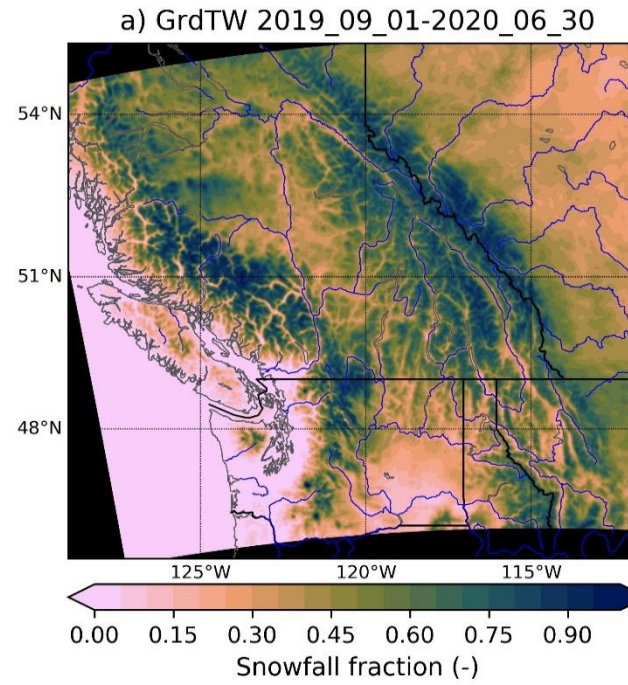 a) GrdTW 2019_09_01-2020_06_30
54°N
51°N
48°N
125°W 120°W 115°W
0.00 0.15 0.30 0.45 0.60 0.75 0.90
Snowfall fraction (-)